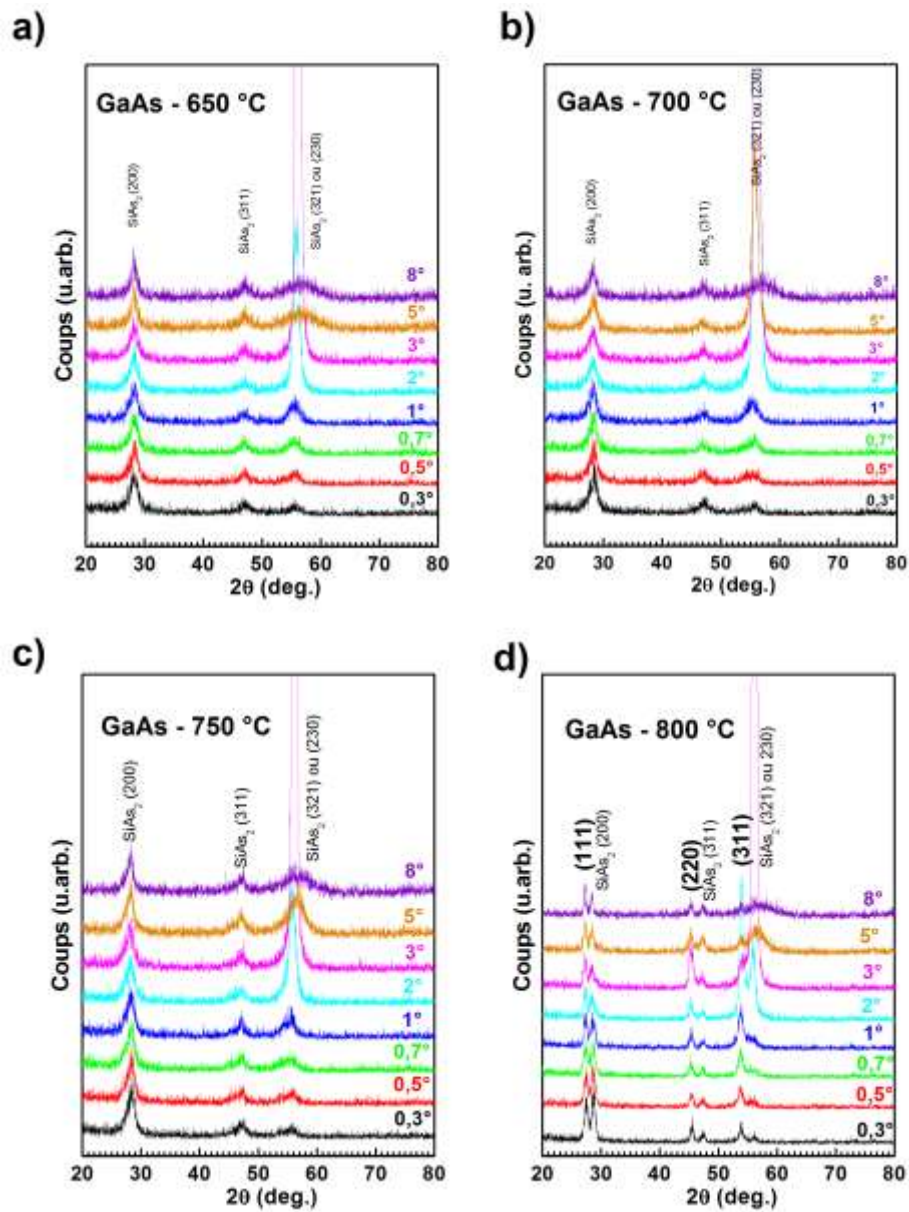 a)
GaAs - 650 °C
SiAs₂ (200)
SiAs₂ (311)
SiAs₂ (321) ou (230)
8°
5°
3°
2°
1°
0,7°
0,5°
0,3°
Coups (u.arb.)
20 30 40 50 60 70 80
2θ (deg.)
b)
GaAs - 700 °C
SiAs₂ (200)
SiAs₂ (311)
SiAs₂ (321) ou (230)
8°
5°
3°
2°
1°
0,7°
0,5°
0,3°
Coups (u. arb.)
20 30 40 50 60 70 80
2θ (deg.)
c)
GaAs - 750 °C
SiAs₂ (200)
SiAs₂ (311)
SiAs₂ (321) ou (230)
8°
5°
3°
2°
1°
0,7°
0,5°
0,3°
Coups (u.arb.)
20 30 40 50 60 70 80
2θ (deg.)
d)
GaAs - 800 °C
(111)
SiAs₂ (200)
(220)
SiAs₂ (311)
(311)
SiAs₂ (321) ou 230)
8°
5°
3°
2°
1°
0,7°
0,5°
0,3°
Coups (u.arb.)
20 30 40 50 60 70 80
2θ (deg.)